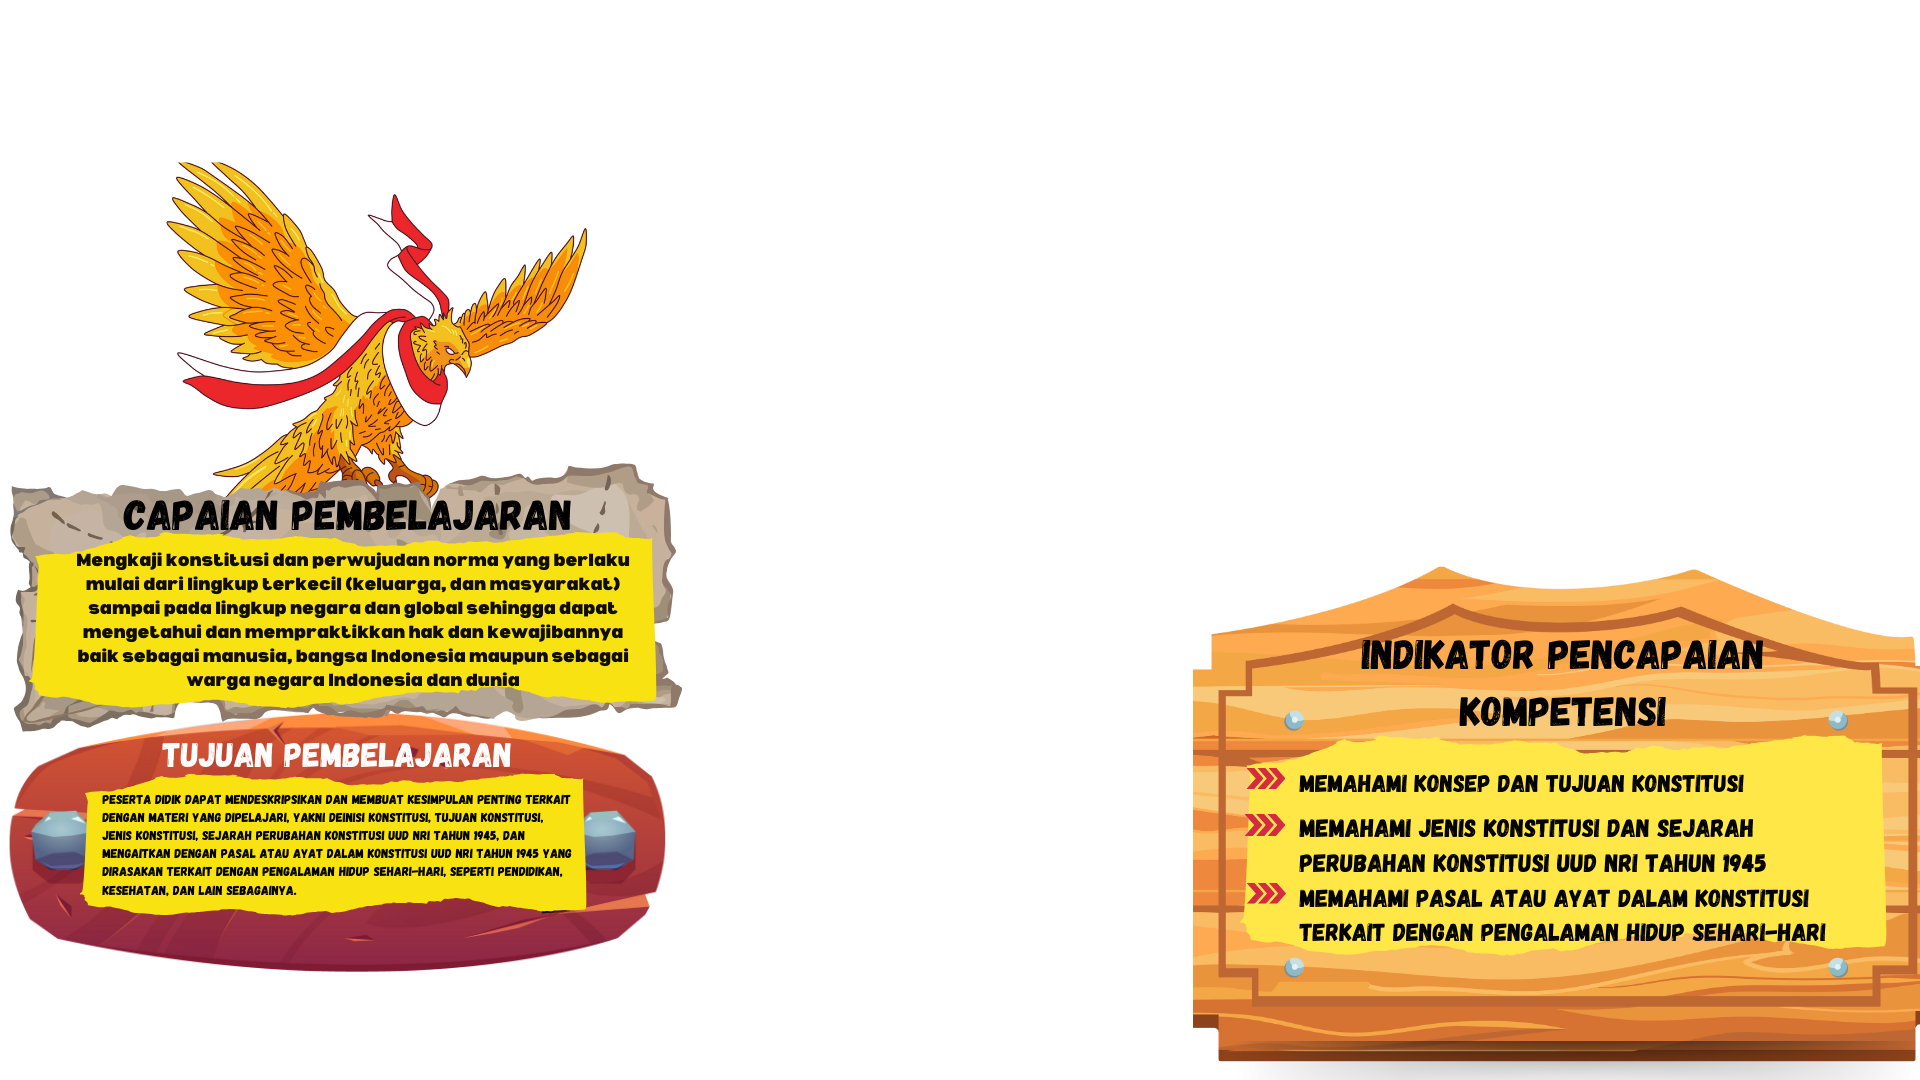 CAPAIAN PEMBELAJARAN
Mengkaji konstitusi dan perwujudan norma yang berlaku
mulai dari lingkup terkecil (keluarga, dan masyarakat)
sampai pada lingkup negara dan global sehingga dapat
mengetahui dan mempraktikkan hak dan kewajibannya
baik sebagai manusia, bangsa Indonesia maupun sebagai
warga negara Indonesia dan dunia
TUJUAN PEMBELAJARAN
PESERTA DIDIK DAPAT MENDESKRIPSIKAN DAN MEMBUAT KESIMPULAN PENTING TERKAIT
DENGAN MATERI YANG DIPELAJARI, YAKNI DEINISI KONSTITUSI, TUJUAN KONSTITUSI,
JENIS KONSTITUSI, SEJARAH PERUBAHAN KONSTITUSI UUD NRI TAHUN 1945, DAN
MENGAITKAN DENGAN PASAL ATAU AYAT DALAM KONSTITUSI UUD NRI TAHUN 1945 YANG
DIRASAKAN TERKAIT DENGAN PENGALAMAN HIDUP SEHARI-HARI, SEPERTI PENDIDIKAN,
KESEHATAN, DAN LAIN SEBAGAINYA.
INDIKATOR PENCAPAIAN
KOMPETENSI
MEMAHAMI KONSEP DAN TUJUAN KONSTITUSI
MEMAHAMI JENIS KONSTITUSI DAN SEJARAH
PERUBAHAN KONSTITUSI UUD NRI TAHUN 1945
MEMAHAMI PASAL ATAU AYAT DALAM KONSTITUSI
TERKAIT DENGAN PENGALAMAN HIDUP SEHARI-HARI